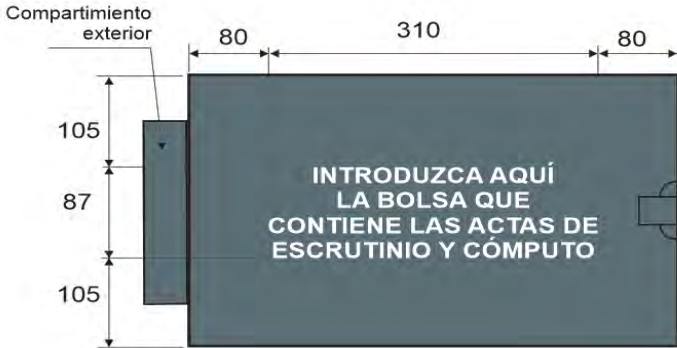 Compartimiento
exterior
80 310 80
105
87
105
INTRODUZCA AQUÍ
LA BOLSA QUE
CONTIENE LAS ACTAS DE
ESCRUTINIO Y CÓMPUTO